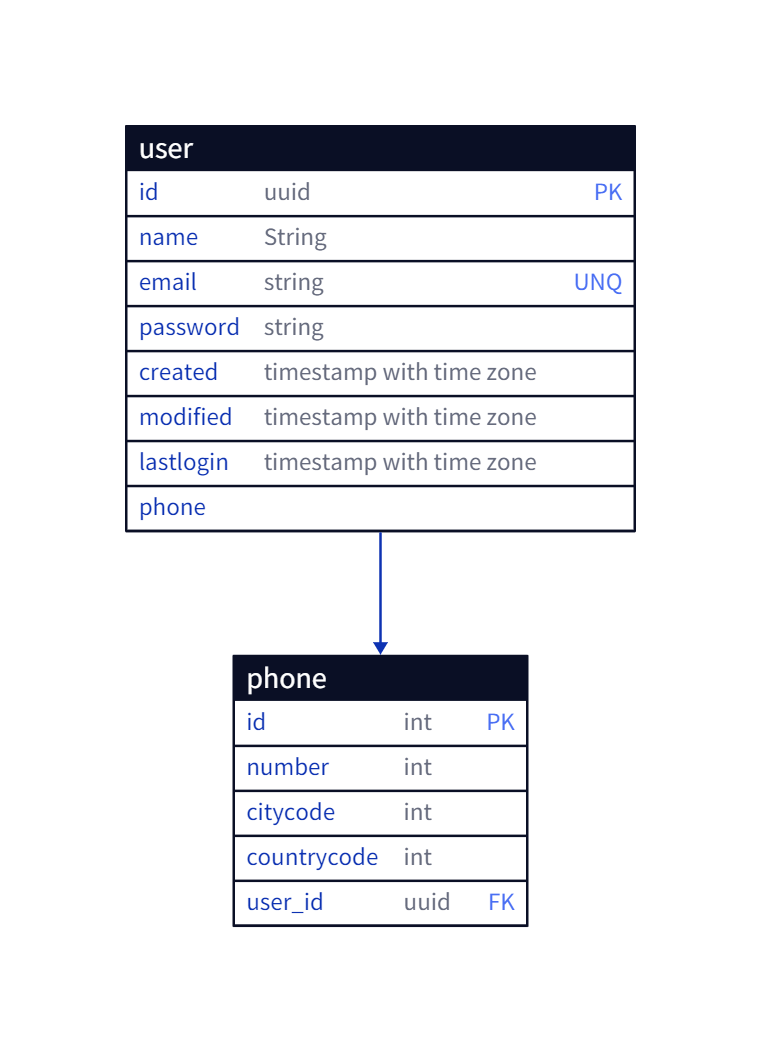 user
id uuid PK
name String
email string UNQ
password string
created timestamp with time zone
modified timestamp with time zone
lastlogin timestamp with time zone
phone
phone
id int PK
number int
citycode int
countrycode int
user_id uuid FK